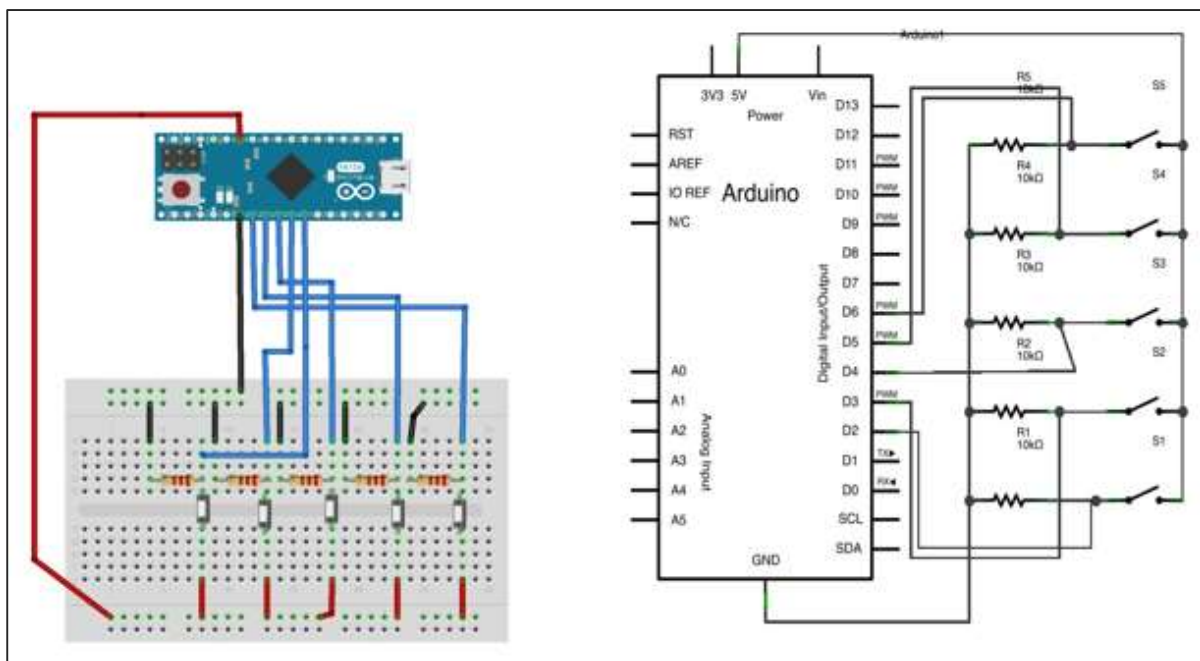 Arduino1
3V3
5V
Vin
Power
RST
AREF
IO REF
N/C
Arduino
A0
A1
A2
A3
A4
A5
Analog Input
Digital Input/Output
D13
D12
D11 PWM
D10 PWM
D9 PWM
D8
D7
D6 PWM
D5 PWM
D4
D3 PWM
D2
D1 TX
D0 RX
SCL
SDA
GND
R5
10kΩ
S5
R4
10kΩ
S4
R3
10kΩ
S3
R2
10kΩ
S2
R1
10kΩ
S1